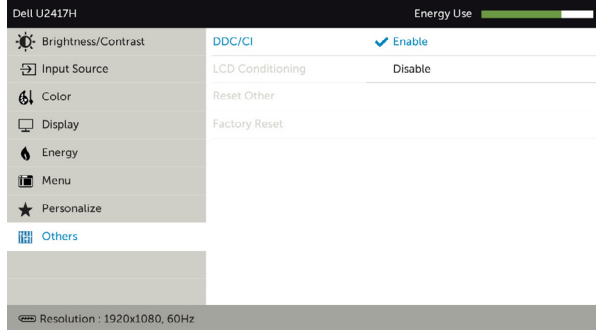 Dell U2417H Energy Use
Brightness/Contrast DDC/CI Enable
Input Source LCD Conditioning Disable
Color Reset Other
Display Factory Reset
Energy
Menu
Personalize
Others
Resolution : 1920x1080, 60Hz